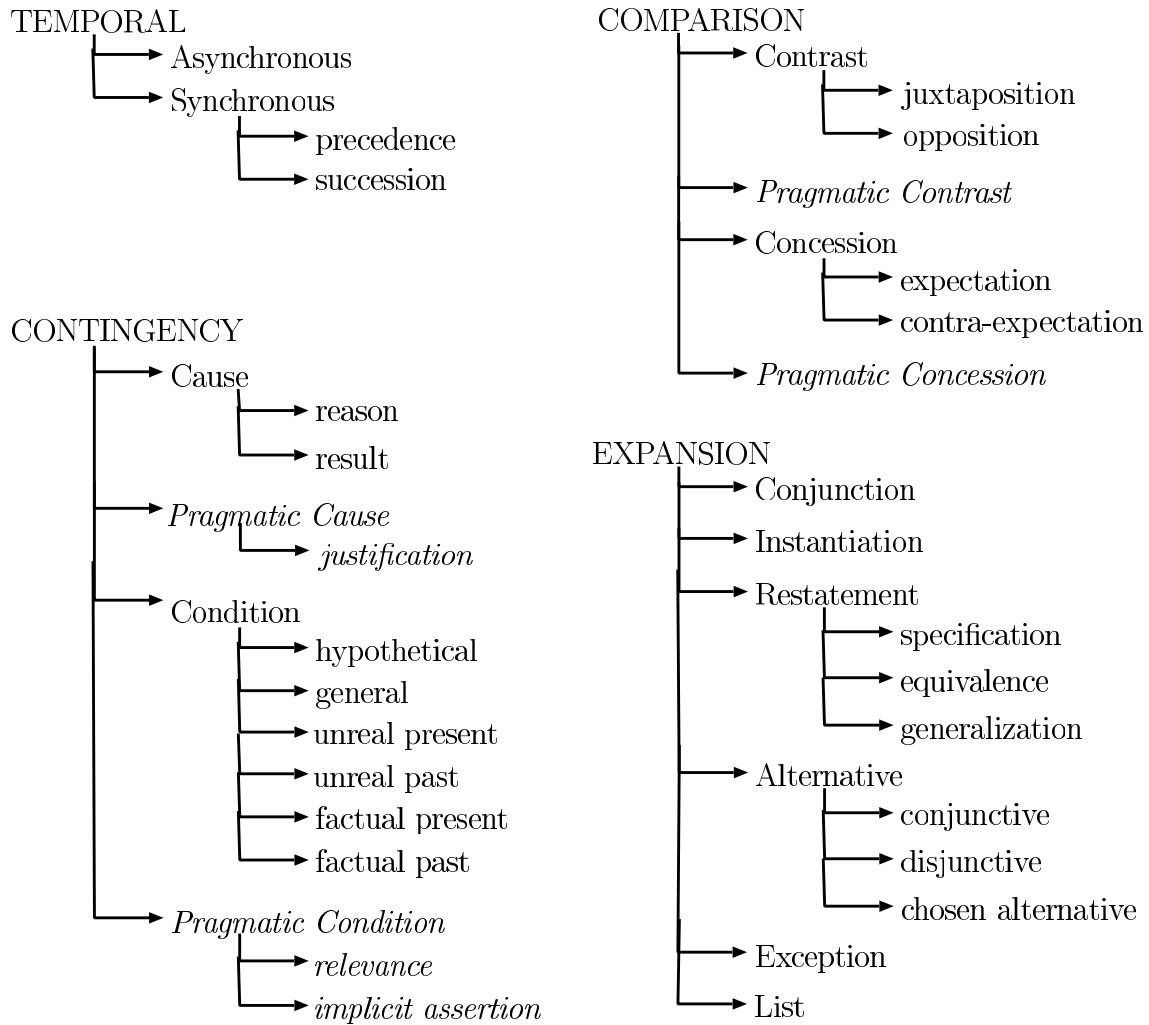 TEMPORAL
Asynchronous
Synchronous
precedence
succession
CONTINGENCY
Cause
reason
result
Pragmatic Cause
justification
Condition
hypothetical
general
unreal present
unreal past
factual present
factual past
Pragmatic Condition
relevance
implicit assertion
COMPARISON
Contrast
juxtaposition
opposition
Pragmatic Contrast
Concession
expectation
contra-expectation
Pragmatic Concession
EXPANSION
Conjunction
Instantiation
Restatement
specification
equivalence
generalization
Alternative
conjunctive
disjunctive
chosen alternative
Exception
List